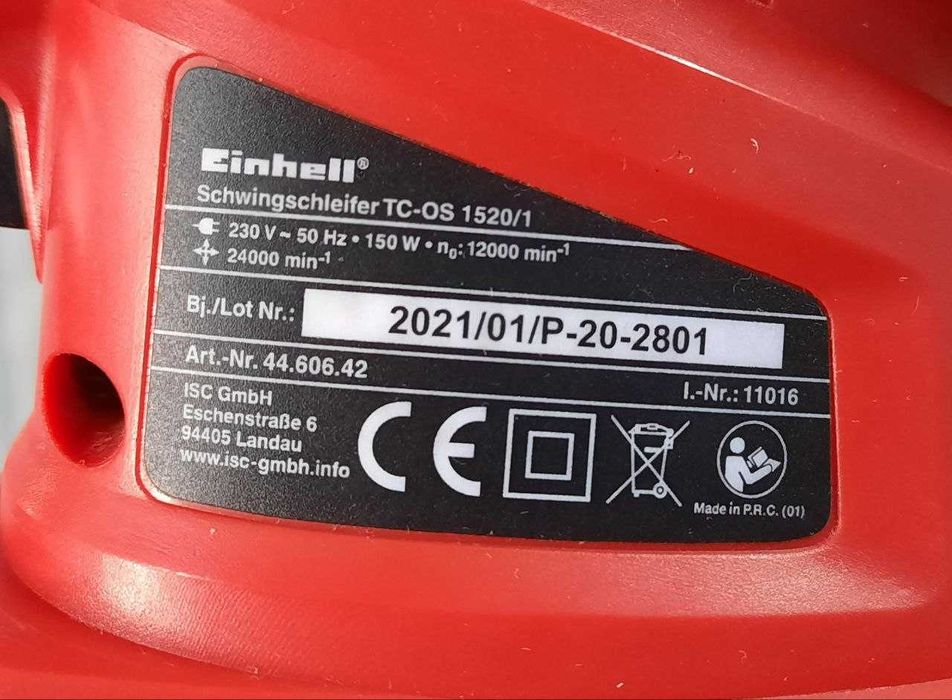 Einhell®
Schwingschleifer TC-OS 1520/1
230 V ~ 50 Hz • 150 W • n₀: 12000 min⁻¹
24000 min⁻¹
Bj./Lot Nr.: 2021/01/P-20-2801
Art.-Nr. 44.606.42
I.-Nr.: 11016
ISC GmbH
Eschenstraße 6
94405 Landau
www.isc-gmbh.info
CE
Made in P.R.C. (01)